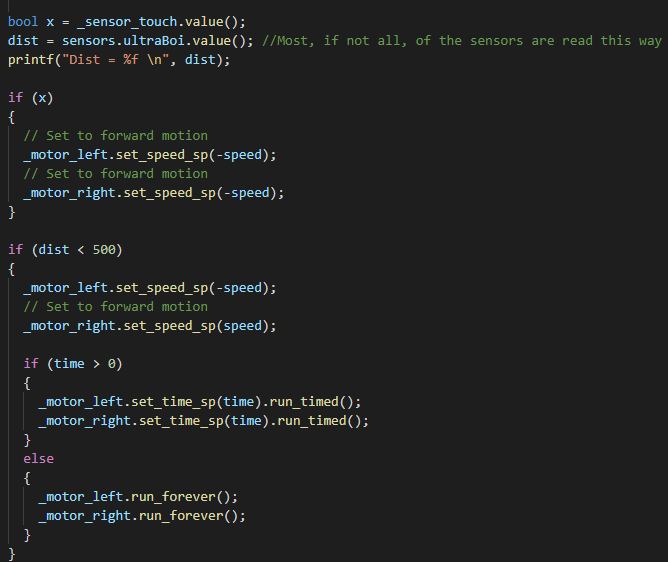 bool x = _sensor_touch.value();
dist = sensors.ultraBoi.value(); //Most, if not all, of the sensors are read this way
printf("Dist = %f \n", dist);
if (x)
{
// Set to forward motion
_motor_left.set_speed_sp(-speed);
// Set to forward motion
_motor_right.set_speed_sp(-speed);
}
if (dist < 500)
{
_motor_left.set_speed_sp(-speed);
// Set to forward motion
_motor_right.set_speed_sp(speed);
if (time > 0)
{
_motor_left.set_time_sp(time).run_timed();
_motor_right.set_time_sp(time).run_timed();
}
else
{
_motor_left.run_forever();
_motor_right.run_forever();
}
}